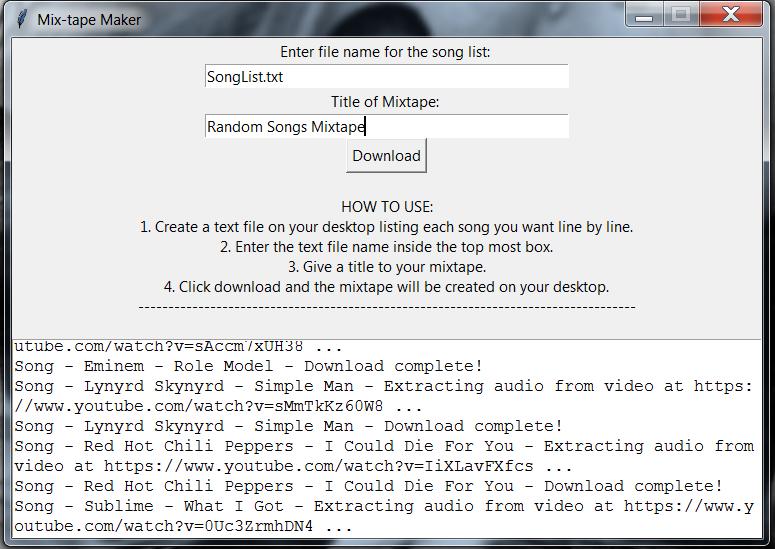 Mix-tape Maker
Enter file name for the song list:
SongList.txt
Title of Mixtape:
Random Songs Mixtape
Download
HOW TO USE:
1. Create a text file on your desktop listing each song you want line by line.
2. Enter the text file name inside the top most box.
3. Give a title to your mixtape.
4. Click download and the mixtape will be created on your desktop.
-----------------------------------------------------------------------------------
utube.com/watch?v=sAccm7xUH38 ...
Song - Eminem - Role Model - Download complete!
Song - Lynyrd Skynyrd - Simple Man - Extracting audio from video at https:
//www.youtube.com/watch?v=sMmTkKz60W8 ...
Song - Lynyrd Skynyrd - Simple Man - Download complete!
Song - Red Hot Chili Peppers - I Could Die For You - Extracting audio from
video at https://www.youtube.com/watch?v=IiXLavFXfcs ...
Song - Red Hot Chili Peppers - I Could Die For You - Download complete!
Song - Sublime - What I Got - Extracting audio from video at https://www.y
outube.com/watch?v=0Uc3ZrmhDN4 ...